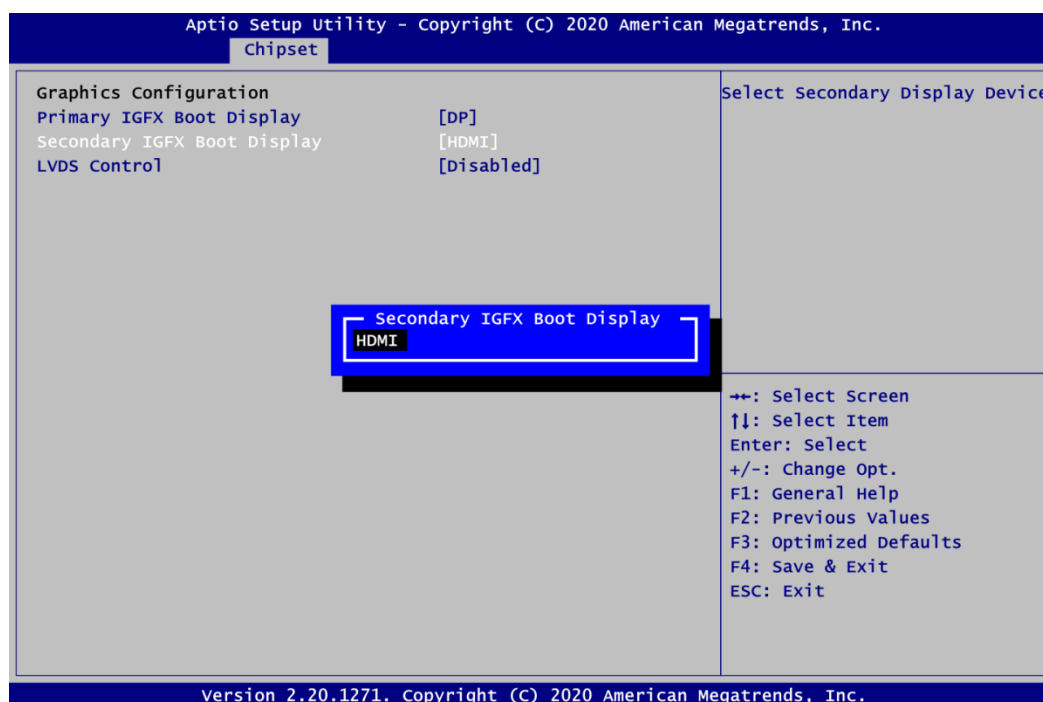 Aptio Setup Utility - Copyright (C) 2020 American Megatrends, Inc.
Chipset
Graphics Configuration
Primary IGFX Boot Display [DP]
Secondary IGFX Boot Display [HDMI]
LVDS Control [Disabled]
Select Secondary Display Device
Secondary IGFX Boot Display
HDMI
→←: Select Screen
↑↓: Select Item
Enter: Select
+/-: Change Opt.
F1: General Help
F2: Previous Values
F3: Optimized Defaults
F4: Save & Exit
ESC: Exit
Version 2.20.1271. Copyright (C) 2020 American Megatrends, Inc.